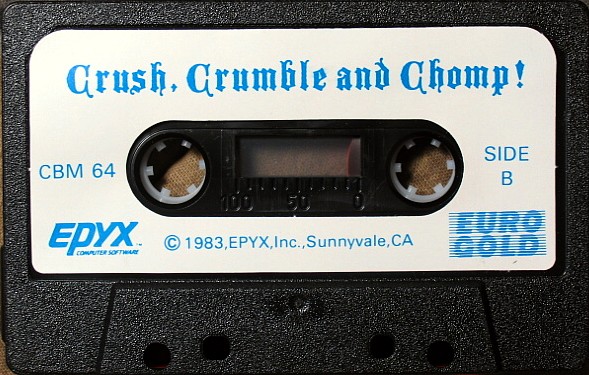 Crush, Crumble and Chomp!
CBM 64
SIDE
B
100 50 0
EPYX™
COMPUTER SOFTWARE
© 1983,EPYX,Inc.,Sunnyvale,CA
EURO
GOLD